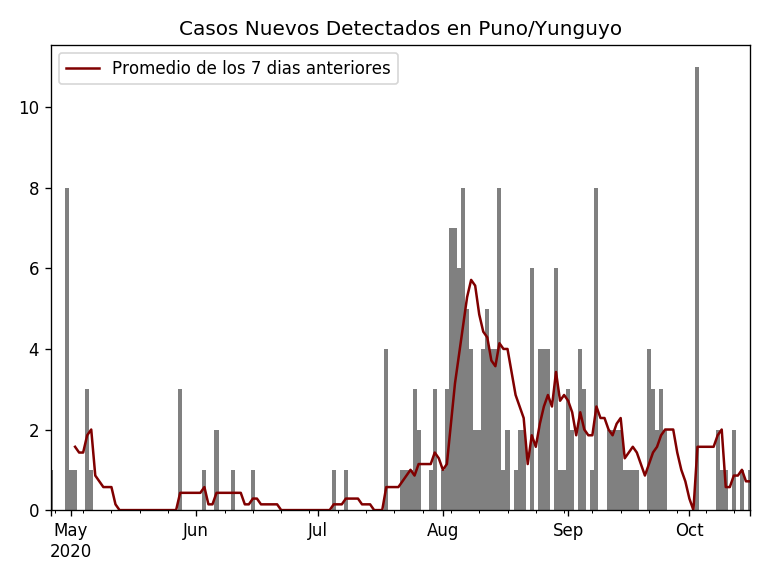 Casos Nuevos Detectados en Puno/Yunguyo
Promedio de los 7 dias anteriores
10
8
6
4
2
0
May Jun Jul Aug Sep Oct
2020